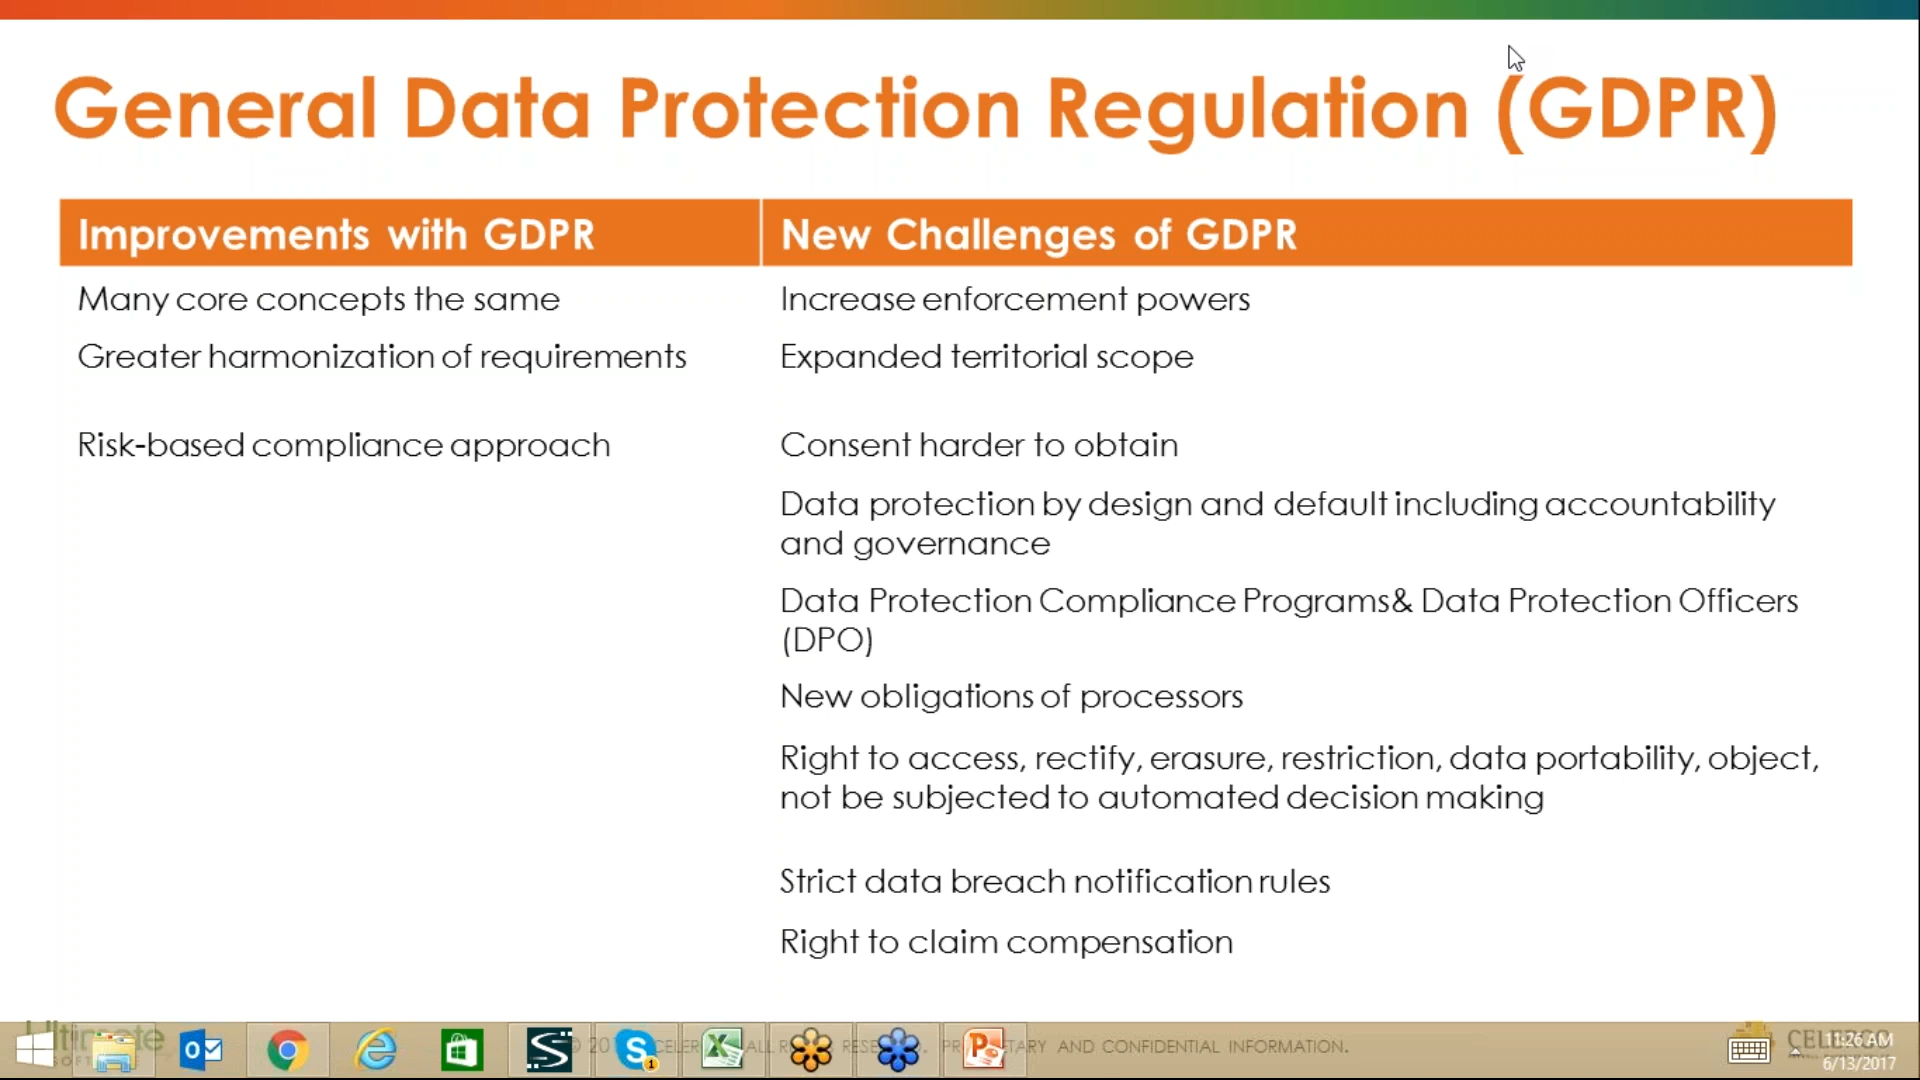 General Data Protection Regulation (GDPR)
Improvements with GDPR
New Challenges of GDPR
Many core concepts the same
Increase enforcement powers
Greater harmonization of requirements
Expanded territorial scope
Risk-based compliance approach
Consent harder to obtain
Data protection by design and default including accountability
and governance
Data Protection Compliance Programs& Data Protection Officers
(DPO)
New obligations of processors
Right to access, rectify, erasure, restriction, data portability, object,
not be subjected to automated decision making
Strict data breach notification rules
Right to claim compensation
AND CONFIDENTIAL INFORMATION.
11:26 AM
6/13/2017